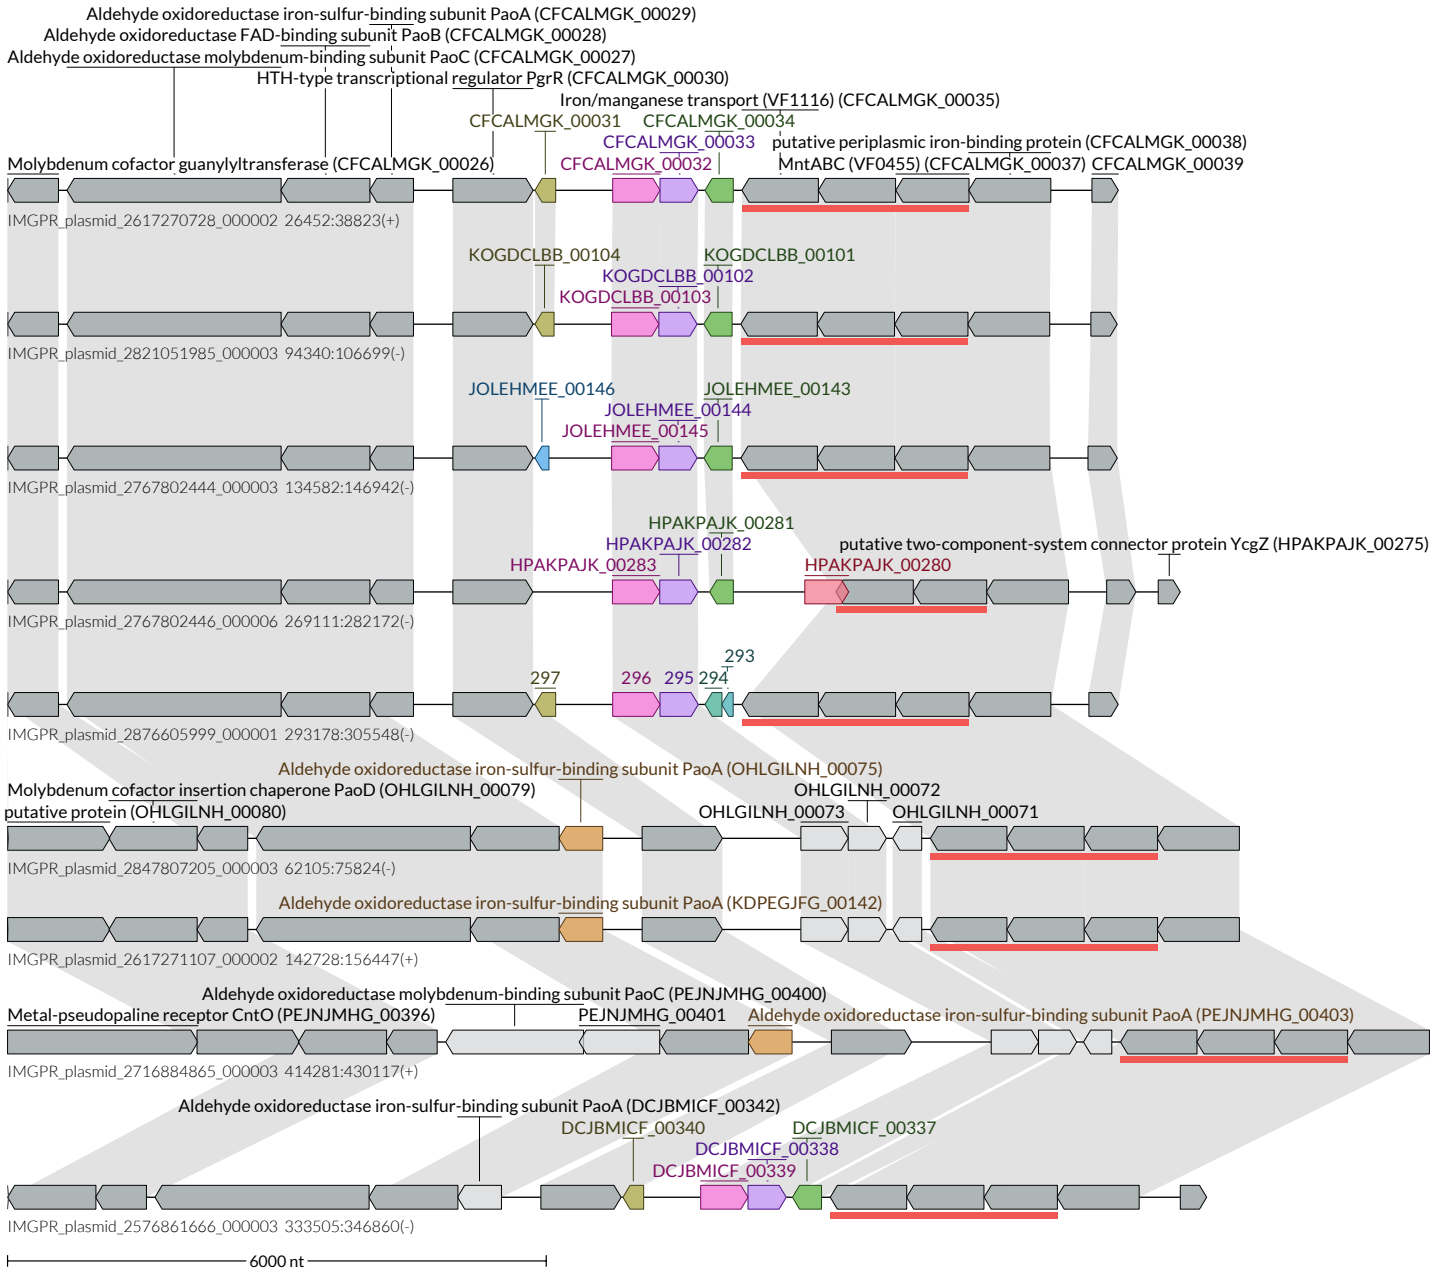 Aldehyde oxidoreductase iron-sulfur-binding subunit PaoA (CFCALMGK_00029)
Aldehyde oxidoreductase FAD-binding subunit PaoB (CFCALMGK_00028)
Aldehyde oxidoreductase molybdenum-binding subunit PaoC (CFCALMGK_00027)
HTH-type transcriptional regulator PgrR (CFCALMGK_00030)
Iron/manganese transport (VF1116) (CFCALMGK_00035)
CFCALMGK_00031 CFCALMGK_00034
CFCALMGK_00033 putative periplasmic iron-binding protein (CFCALMGK_00038)
Molybdenum cofactor guanylyltransferase (CFCALMGK_00026) CFCALMGK_00032 MntABC (VF0455) (CFCALMGK_00037) CFCALMGK_00039
IMGPR_plasmid_2617270728_000002 26452:38823(+)
KOGDCLBB_00104 KOGDCLBB_00101
KOGDCLBB_00102
KOGDCLBB_00103
IMGPR_plasmid_2821051985_000003 94340:106699(-)
JOLEHMEE_00146 JOLEHMEE_00143
JOLEHMEE_00144
JOLEHMEE_00145
IMGPR_plasmid_2767802444_000003 134582:146942(-)
HPAKPAJK_00281
HPAKPAJK_00282 putative two-component-system connector protein YcgZ (HPAKPAJK_00275)
HPAKPAJK_00283 HPAKPAJK_00280
IMGPR_plasmid_2767802446_000006 269111:282172(-)
293
297 296 295 294
IMGPR_plasmid_2876605999_000001 293178:305548(-)
Aldehyde oxidoreductase iron-sulfur-binding subunit PaoA (OHLGILNH_00075)
Molybdenum cofactor insertion chaperone PaoD (OHLGILNH_00079) OHLGILNH_00072
putative protein (OHLGILNH_00080) OHLGILNH_00073 OHLGILNH_00071
IMGPR_plasmid_2847807205_000003 62105:75824(-)
Aldehyde oxidoreductase iron-sulfur-binding subunit PaoA (KDPEGJFG_00142)
IMGPR_plasmid_2617271107_000002 142728:156447(+)
Aldehyde oxidoreductase molybdenum-binding subunit PaoC (PEJNJMHG_00400)
Metal-pseudopaline receptor CntO (PEJNJMHG_00396) PEJNJMHG_00401 Aldehyde oxidoreductase iron-sulfur-binding subunit PaoA (PEJNJMHG_00403)
IMGPR_plasmid_2716884865_000003 414281:430117(+)
Aldehyde oxidoreductase iron-sulfur-binding subunit PaoA (DCJBMICF_00342)
DCJBMICF_00340 DCJBMICF_00337
DCJBMICF_00338
DCJBMICF_00339
IMGPR_plasmid_2576861666_000003 333505:346860(-)
6000 nt